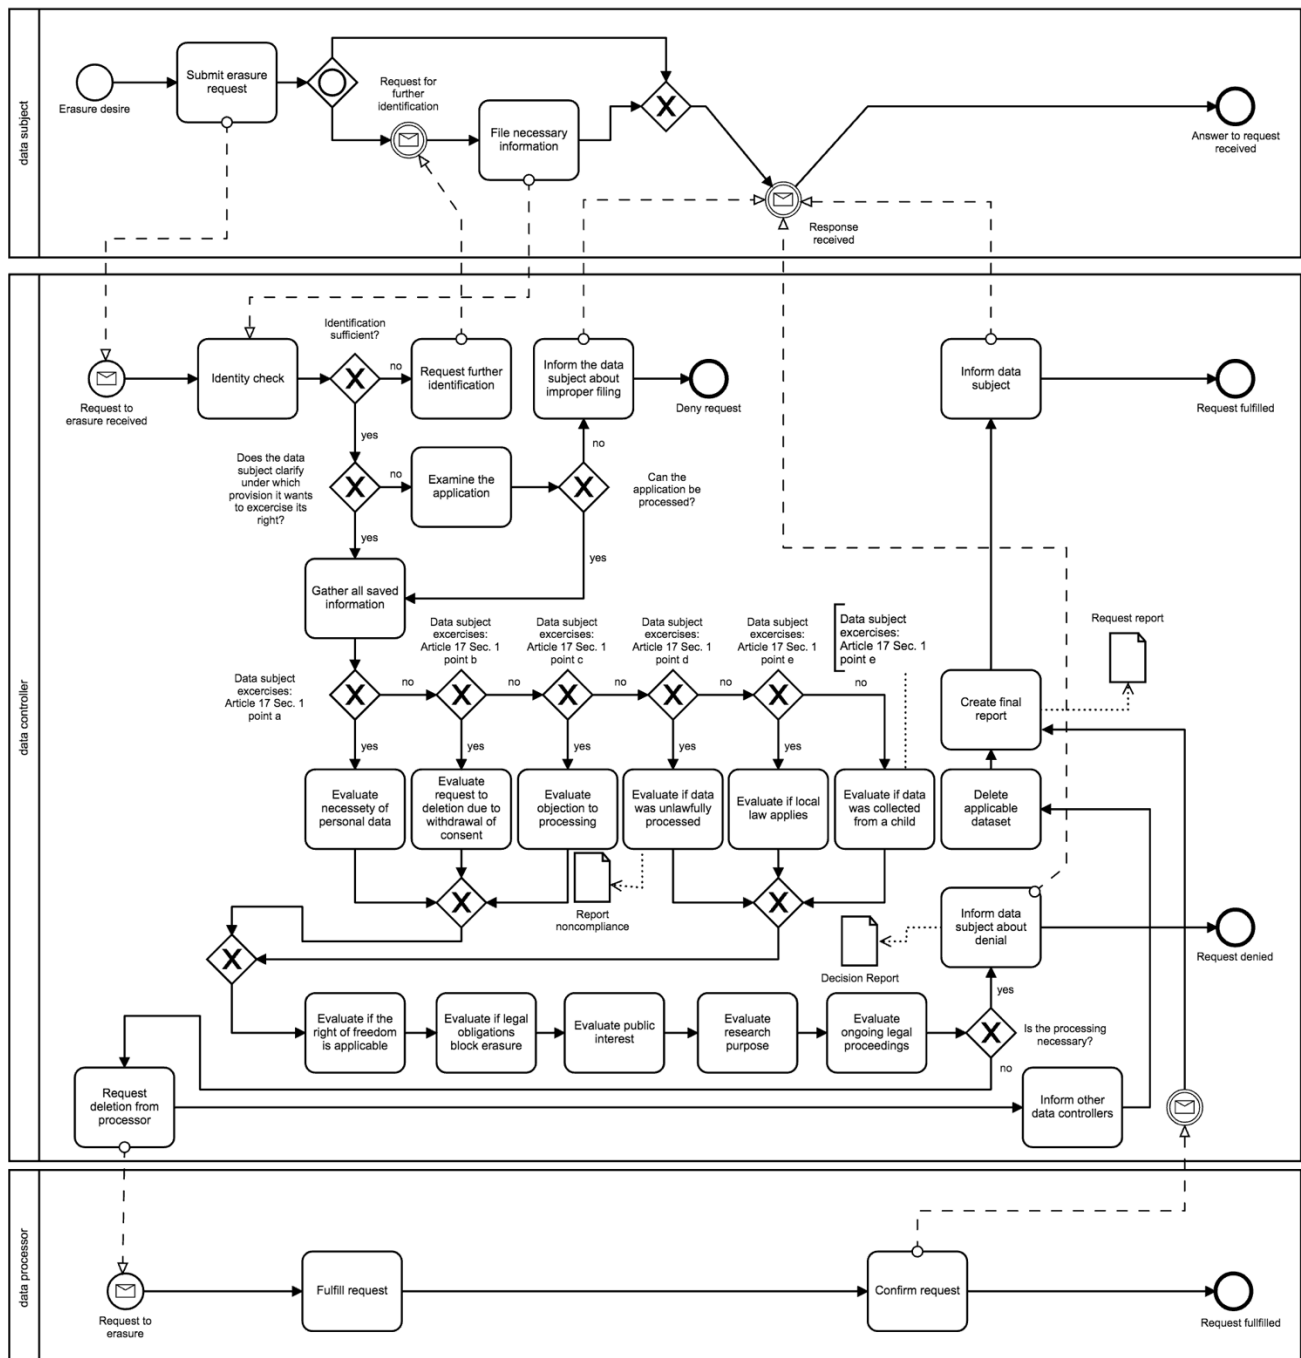 data subject
Erasure desire
Submit erasure
request
Request for
further
identification
File necessary
information
X
Response
received
Answer to request
received
data controller
Request to
erasure received
Identity check
Identification
sufficient?
X
no
Request further
identification
yes
Inform the data
subject about
improper filing
Deny request
no
Inform data
subject
Request fulfilled
Does the data
subject clarify
under which
provision it wants
to excercise its
right?
X
no
Examine the
application
X
Can the
application be
processed?
yes
yes
Gather all saved
information
Data subject
excercises:
Article 17 Sec. 1
point a
X
no
Data subject
excercises:
Article 17 Sec. 1
point b
X
no
Data subject
excercises:
Article 17 Sec. 1
point c
X
no
Data subject
excercises:
Article 17 Sec. 1
point d
X
no
Data subject
excercises:
Article 17 Sec. 1
point e
X
no
Data subject
excercises:
Article 17 Sec. 1
point e
Request report
Create final
report
yes
yes
yes
yes
yes
Evaluate
necessety of
personal data
Evaluate
request to
deletion due to
withdrawal of
consent
Evaluate
objection to
processing
Evaluate if data
was unlawfully
processed
Evaluate if local
law applies
Evaluate if data
was collected
from a child
Delete
applicable
dataset
X
Report
noncompliance
X
Decision Report
Inform data
subject about
denial
Request denied
X
yes
Evaluate if the
right of freedom
is applicable
Evaluate if legal
obligations
block erasure
Evaluate public
interest
Evaluate
research
purpose
Evaluate
ongoing legal
proceedings
X
Is the processing
necessary?
no
Request
deletion from
processor
Inform other
data controllers
data processor
Request to
erasure
Fulfill request
Confirm request
Request fullfilled